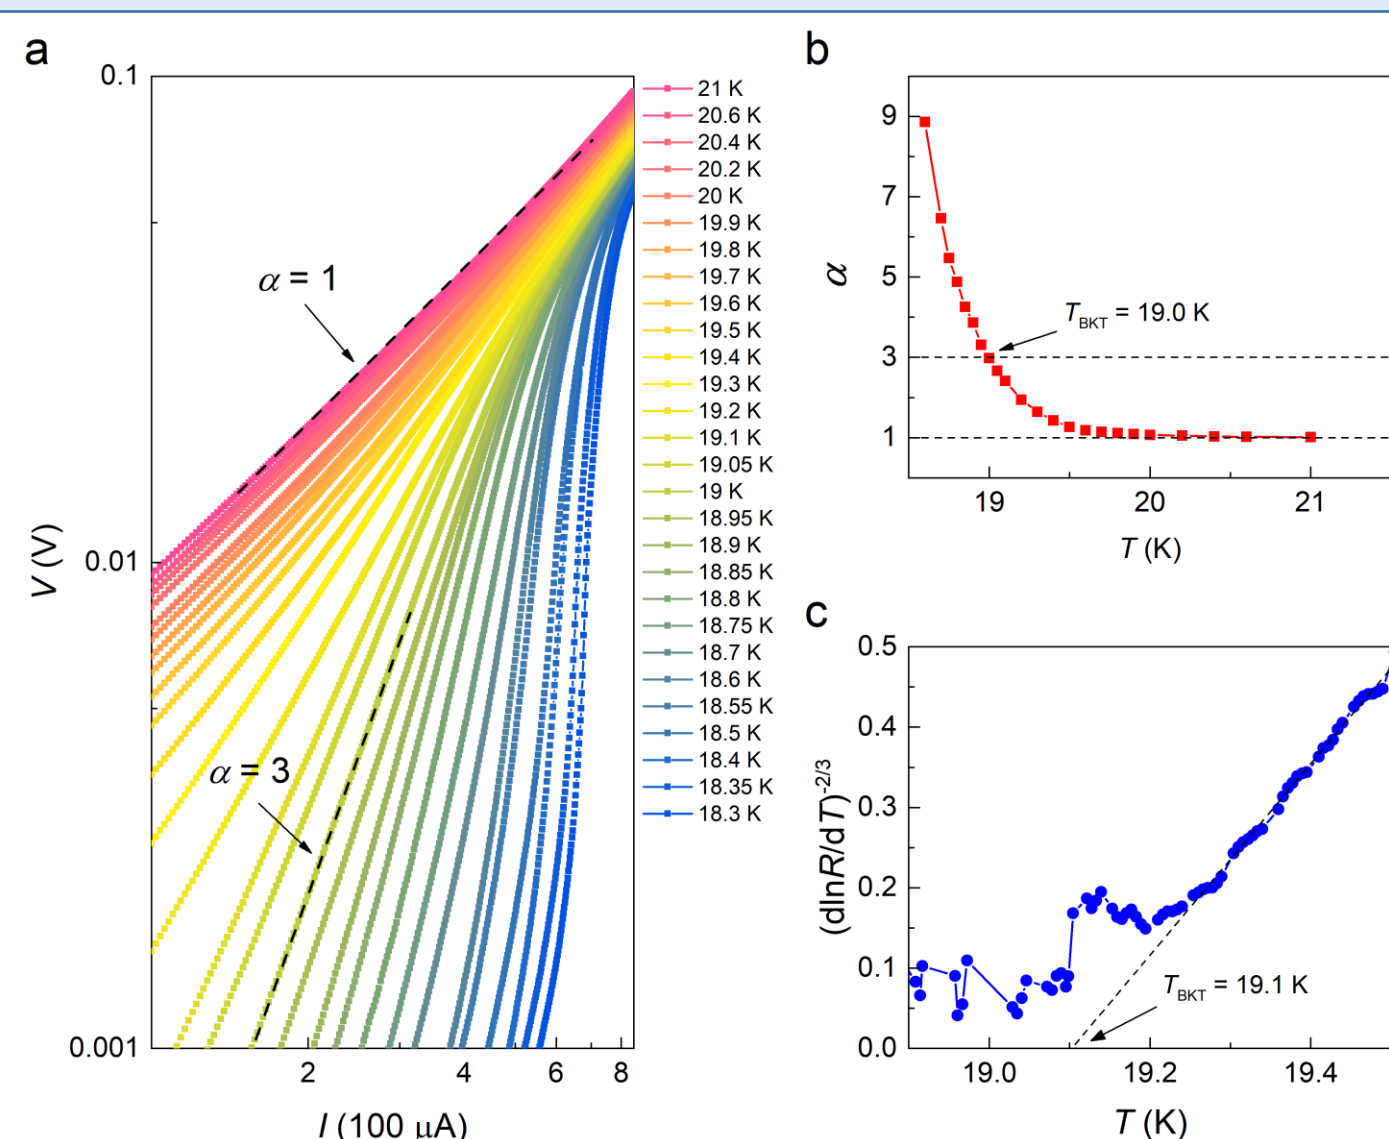 a
0.1
0.01
0.001
V (V)
α = 1
α = 3
2 4 6 8
I (100 μA)
21 K
20.6 K
20.4 K
20.2 K
20 K
19.9 K
19.8 K
19.7 K
19.6 K
19.5 K
19.4 K
19.3 K
19.2 K
19.1 K
19.05 K
19 K
18.95 K
18.9 K
18.85 K
18.8 K
18.75 K
18.7 K
18.6 K
18.55 K
18.5 K
18.4 K
18.35 K
18.3 K
b
9
7
5
3
1
α
T_BKT = 19.0 K
19 20 21
T (K)
c
0.5
0.4
0.3
0.2
0.1
0.0
(dlnR/dT)^-2/3
T_BKT = 19.1 K
19.0 19.2 19.4
T (K)